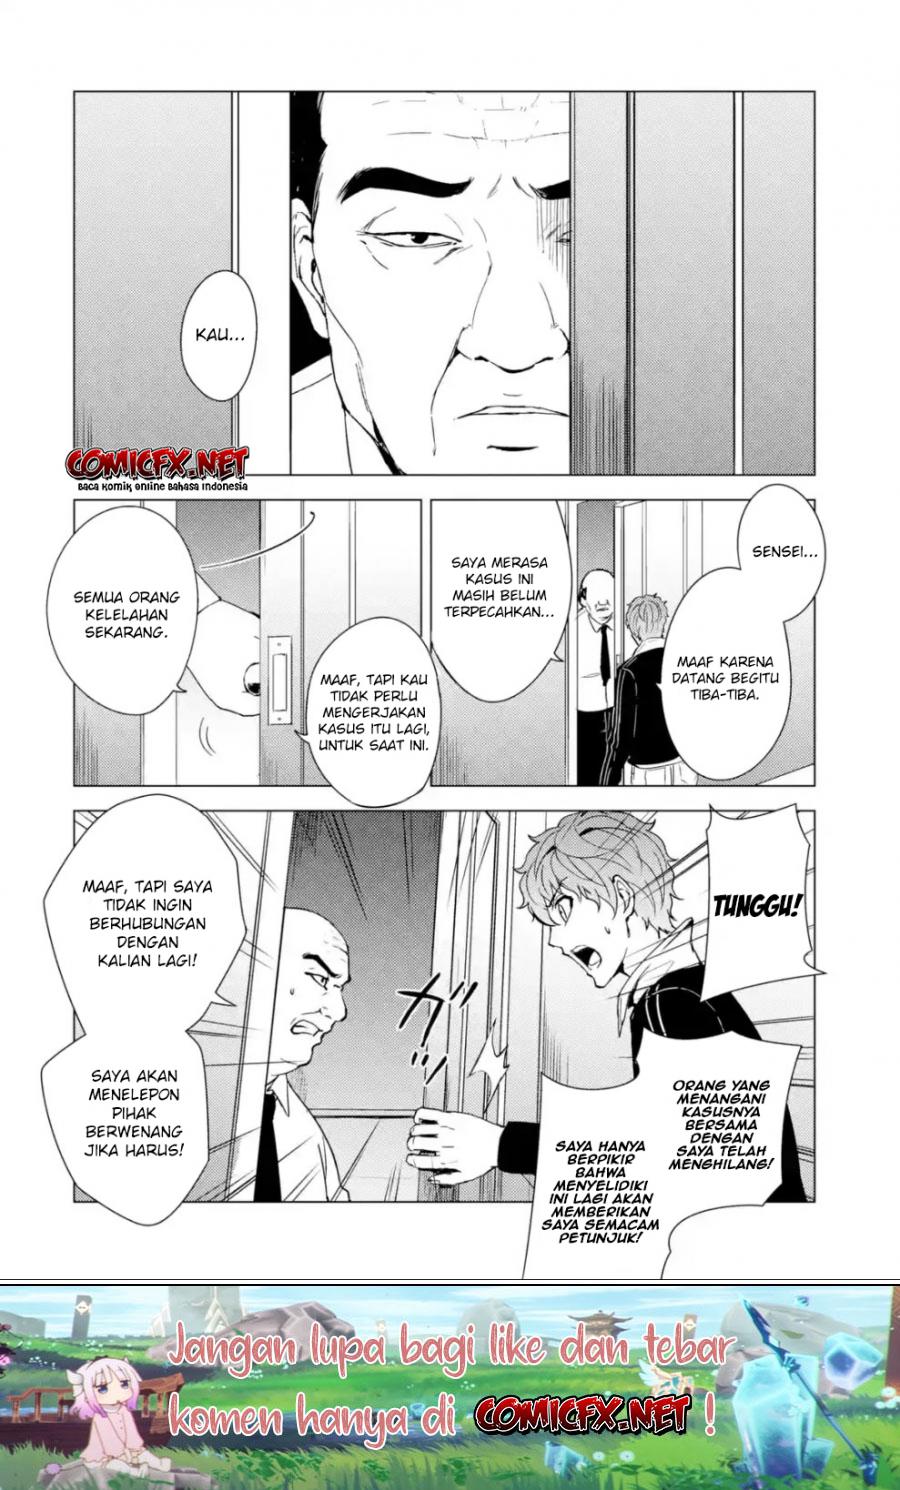 KAU...
COMICFX.NET
Baca Komik Online Bahasa Indonesia
SENSEI...
MAAF KARENA
DATANG BEGITU
TIBA-TIBA.
SAYA MERASA
KASUS INI
MASIH BELUM
TERPECAHKAN...
MAAF, TAPI KAU
TIDAK PERLU
MENGERJAKAN
KASUS ITU LAGI,
UNTUK SAAT INI.
SEMUA ORANG
KELELAHAN
SEKARANG.
TUNGGU!
ガッ
ORANG YANG
MENANGANI
KASUSNYA
BERSAMA
DENGAN
SAYA TELAH
MENGHILANG!
SAYA HANYA
BERPIKIR
BAHWA
MENYELIDIKI
INI LAGI AKAN
MEMBERIKAN
SAYA SEMACAM
PETUNJUK!
MAAF, TAPI SAYA
TIDAK INGIN
BERHUBUNGAN
DENGAN
KALIAN LAGI!
SAYA AKAN
MENELEPON
PIHAK
BERWENANG
JIKA HARUS!
Jangan lupa bagi like dan tebar
komen hanya di COMICFX.NET !